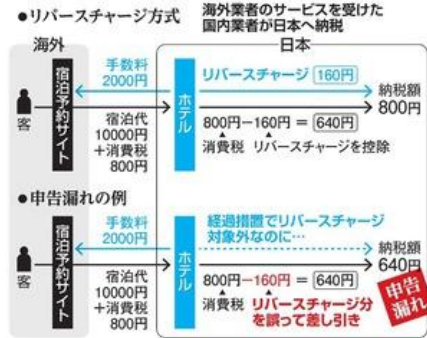 ●リバースチャージ方式
海外業者のサービスを受けた
国内業者が日本へ納税
海外
日本
客
宿泊予約サイト
手数料
2000円
宿泊代
10000円
+消費税
800円
ホテル
リバースチャージ 160円
納税額
800円
800円−160円 = 640円
消費税 リバースチャージを控除
●申告漏れの例
客
宿泊予約サイト
手数料
2000円
宿泊代
10000円
+消費税
800円
ホテル
経過措置でリバースチャージ
対象外なのに…
納税額
640円
800円−160円 = 640円
消費税 リバースチャージ分
を誤って差し引き
申告
漏れ